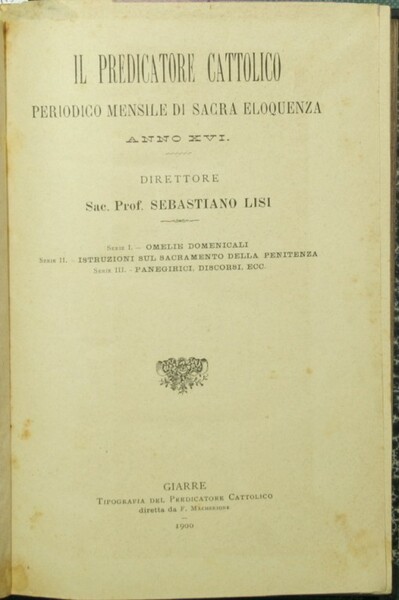 IL PREDICATORE CATTOLICO
PERIODICO MENSILE DI SACRA ELOQUENZA
ANNO XVI.
DIRETTORE
Sac. Prof. SEBASTIANO LISI
SERIE I. - OMELIE DOMENICALI
SERIE II. - ISTRUZIONI SUL SACRAMENTO DELLA PENITENZA
SERIE III. - PANEGIRICI, DISCORSI, ECC.
GIARRE
TIPOGRAFIA DEL PREDICATORE CATTOLICO
diretta da F.
1900